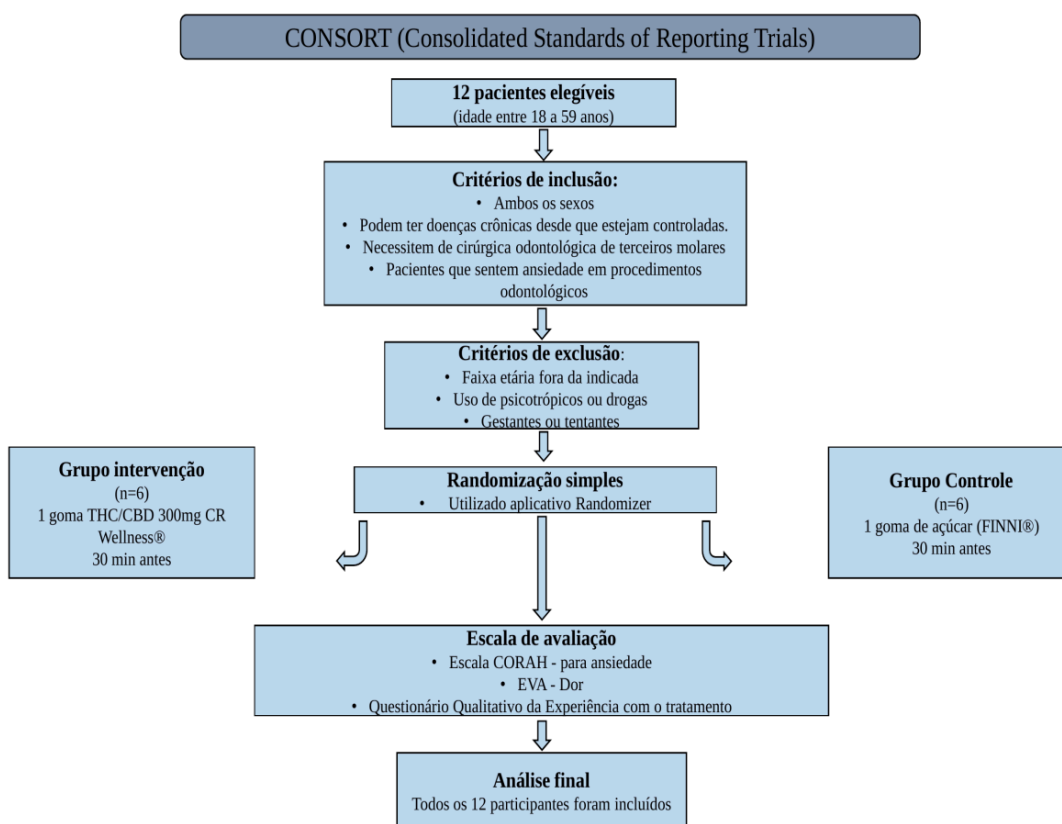 CONSORT (Consolidated Standards of Reporting Trials)
12 pacientes elegíveis
(idade entre 18 a 59 anos)
Critérios de inclusão:
• Ambos os sexos
• Podem ter doenças crônicas desde que estejam controladas.
• Necessitem de cirúrgica odontológica de terceiros molares
• Pacientes que sentem ansiedade em procedimentos
odontológicos
Critérios de exclusão:
• Faixa etária fora da indicada
• Uso de psicotrópicos ou drogas
• Gestantes ou tentantes
Grupo intervenção
(n=6)
1 goma THC/CBD 300mg CR
Wellness®
30 min antes
Randomização simples
• Utilizado aplicativo Randomizer
Grupo Controle
(n=6)
1 goma de açúcar (FINNI®)
30 min antes
Escala de avaliação
• Escala CORAH - para ansiedade
• EVA - Dor
• Questionário Qualitativo da Experiência com o tratamento
Análise final
Todos os 12 participantes foram incluídos